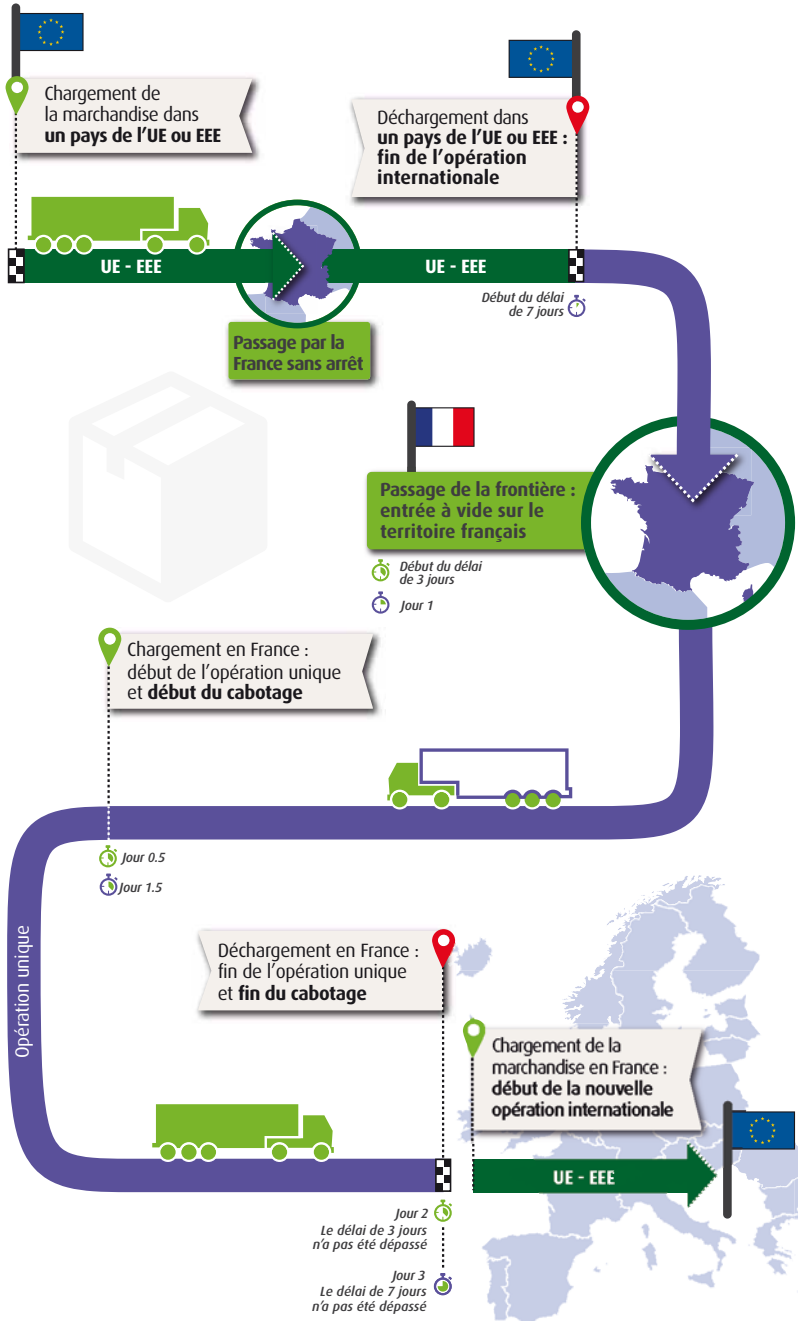 Chargement de
la marchandise dans
un pays de l’UE ou EEE
Déchargement dans
un pays de l’UE ou EEE :
fin de l’opération
internationale
UE - EEE
UE - EEE
Début du délai
de 7 jours
Passage par la
France sans arrêt
Passage de la frontière :
entrée à vide sur le
territoire français
Début du délai
de 3 jours
Jour 1
Chargement en France :
début de l’opération unique
et début du cabotage
Jour 0.5
Jour 1.5
Opération unique
Déchargement en France :
fin de l’opération unique
et fin du cabotage
Chargement de la
marchandise en France :
début de la nouvelle
opération internationale
UE - EEE
Jour 2
Le délai de 3 jours
n’a pas été dépassé
Jour 3
Le délai de 7 jours
n’a pas été dépassé